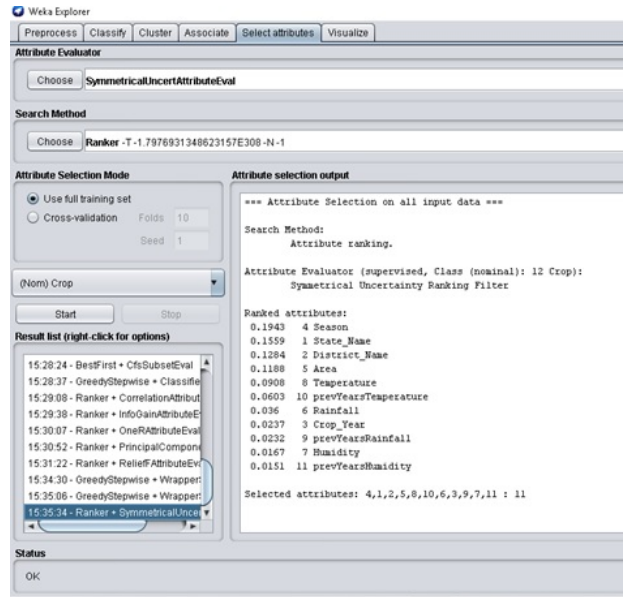 Weka Explorer
Preprocess Classify Cluster Associate Select attributes Visualize
Attribute Evaluator
Choose SymmetricalUncertAttributeEval
Search Method
Choose Ranker -T -1.7976931348623157E308 -N -1
Attribute Selection Mode
Use full training set
Cross-validation Folds 10
Seed 1
(Nom) Crop
Start Stop
Result list (right-click for options)
15:28:24 - BestFirst + CfsSubsetEval
15:28:37 - GreedyStepwise + Classifie
15:29:08 - Ranker + CorrelationAttribut
15:29:38 - Ranker + InfoGainAttributeE
15:30:07 - Ranker + OneRAttributeEval
15:30:52 - Ranker + PrincipalCompon
15:31:22 - Ranker + ReliefFAttributeEv
15:34:30 - GreedyStepwise + Wrapper
15:35:06 - GreedyStepwise + Wrapper
15:35:34 - Ranker + SymmetricalUncer
Attribute selection output
=== Attribute Selection on all input data ===
Search Method:
Attribute ranking.
Attribute Evaluator (supervised, Class (nominal): 12 Crop):
Symmetrical Uncertainty Ranking Filter
Ranked attributes:
0.1943 4 Season
0.1559 1 State_Name
0.1284 2 District_Name
0.1188 5 Area
0.0908 8 Temperature
0.0603 10 prevYearsTemperature
0.036 6 Rainfall
0.0237 3 Crop_Year
0.0232 9 prevYearsRainfall
0.0167 7 Humidity
0.0151 11 prevYearsHumidity
Selected attributes: 4,1,2,5,8,10,6,3,9,7,11 : 11
Status
OK